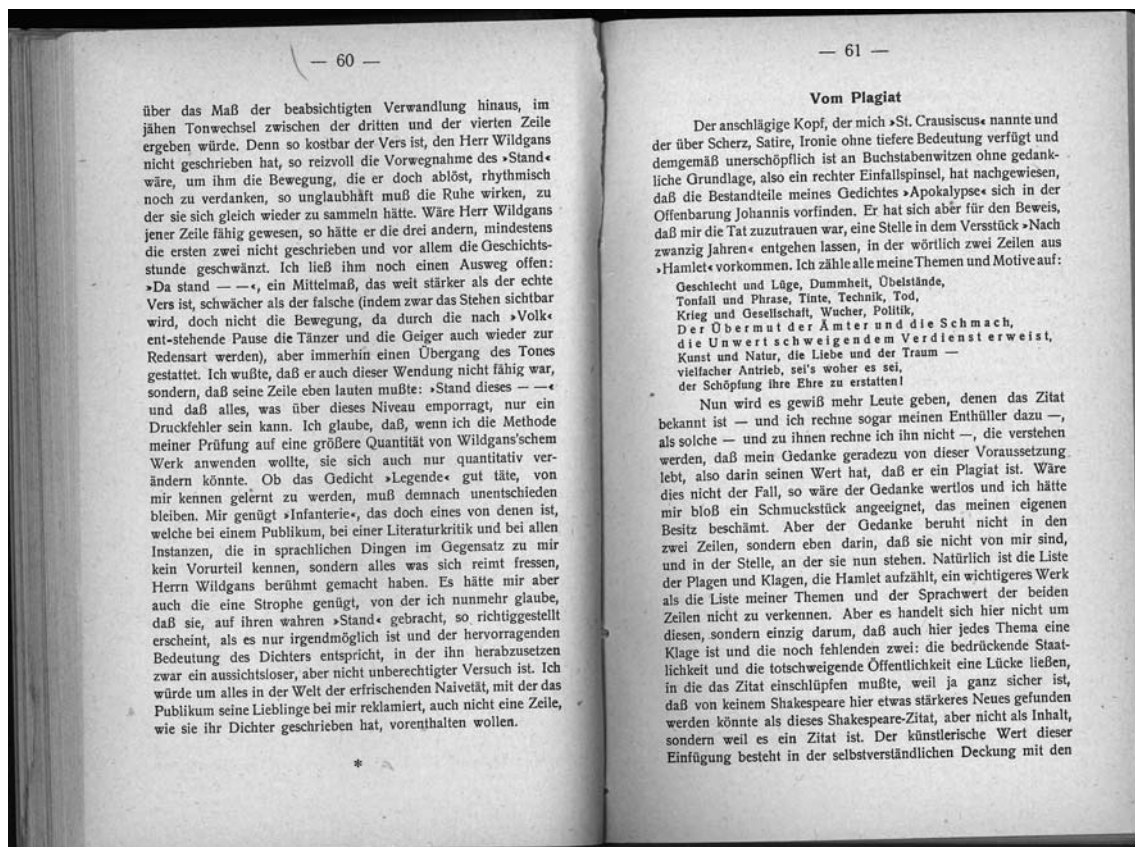 — 60 —
über das Maß der beabsichtigten Verwandlung hinaus, im
jähen Tonwechsel zwischen der dritten und der vierten Zeile
ergeben würde. Denn so kostbar der Vers ist, den Herr Wildgans
nicht geschrieben hat, so reizvoll die Vorwegnahme des »Stand«
wäre, um ihm die Bewegung, die er doch ablöst, rhythmisch
noch zu verdanken, so unglaubhaft muß die Ruhe wirken, zu
der sie sich gleich wieder zu sammeln hätte. Wäre Herr Wildgans
jener Zeile fähig gewesen, so hätte er die drei andern, mindestens
die ersten zwei nicht geschrieben und vor allem die Geschichts-
stunde geschwänzt. Ich ließ ihm noch einen Ausweg offen:
»Da stand — —«, ein Mittelmaß, das weit stärker als der echte
Vers ist, schwächer als der falsche (indem zwar das Stehen sichtbar
wird, doch nicht die Bewegung, da durch die nach »Volk«
ent-stehende Pause die Tänzer und die Geiger auch wieder zur
Redensart werden), aber immerhin einen Übergang des Tones
gestattet. Ich wußte, daß er auch dieser Wendung nicht fähig war,
sondern, daß seine Zeile eben lauten mußte: »Stand dieses — —«
und daß alles, was über dieses Niveau emporragt, nur ein
Druckfehler sein kann. Ich glaube, daß, wenn ich die Methode
meiner Prüfung auf eine größere Quantität von Wildgans'schem
Werk anwenden wollte, sie sich auch nur quantitativ ver-
ändern könnte. Ob das Gedicht »Legende« gut täte, von
mir kennen gelernt zu werden, muß demnach unentschieden
bleiben. Mir genügt »Infanterie«, das doch eines von denen ist,
welche bei einem Publikum, bei einer Literaturkritik und bei allen
Instanzen, die in sprachlichen Dingen im Gegensatz zu mir
kein Vorurteil kennen, sondern alles was sich reimt fressen,
Herrn Wildgans berühmt gemacht haben. Es hätte mir aber
auch die eine Strophe genügt, von der ich nunmehr glaube,
daß sie, auf ihren wahren »Stand« gebracht, so richtiggestellt
erscheint, als es nur irgendmöglich ist und der hervorragenden
Bedeutung des Dichters entspricht, in der ihn herabzusetzen
zwar ein aussichtsloser, aber nicht unberechtigter Versuch ist. Ich
würde um alles in der Welt der erfrischenden Naivetät, mit der das
Publikum seine Lieblinge bei mir reklamiert, auch nicht eine Zeile,
wie sie ihr Dichter geschrieben hat, vorenthalten wollen.
*
— 61 —
Vom Plagiat
Der anschlägige Kopf, der mich »St. Crausiscus« nannte und
der über Scherz, Satire, Ironie ohne tiefere Bedeutung verfügt und
demgemäß unerschöpflich ist an Buchstabenwitzen ohne gedank-
liche Grundlage, also ein rechter Einfallspinsel, hat nachgewiesen,
daß die Bestandteile meines Gedichtes »Apokalypse« sich in der
Offenbarung Johannis vorfinden. Er hat sich aber für den Beweis,
daß mir die Tat zuzutrauen war, eine Stelle in dem Versstück »Nach
zwanzig Jahren« entgehen lassen, in der wörtlich zwei Zeilen aus
»Hamlet« vorkommen. Ich zähle alle meine Themen und Motive auf:
Geschlecht und Lüge, Dummheit, Übelstände,
Tonfall und Phrase, Tinte, Technik, Tod,
Krieg und Gesellschaft, Wucher, Politik,
Der Übermut der Ämter und die Schmach,
die Unwert schweigendem Verdienst erweist,
Kunst und Natur, die Liebe und der Traum —
vielfacher Antrieb, sei's woher es sei,
der Schöpfung ihre Ehre zu erstatten!
Nun wird es gewiß mehr Leute geben, denen das Zitat
bekannt ist — und ich rechne sogar meinen Enthüller dazu —,
als solche — und zu ihnen rechne ich ihn nicht —, die verstehen
werden, daß mein Gedanke geradezu von dieser Voraussetzung
lebt, also darin seinen Wert hat, daß er ein Plagiat ist. Wäre
dies nicht der Fall, so wäre der Gedanke wertlos und ich hätte
mir bloß ein Schmuckstück angeeignet, das meinen eigenen
Besitz beschämt. Aber der Gedanke beruht nicht in den
zwei Zeilen, sondern eben darin, daß sie nicht von mir sind,
und in der Stelle, an der sie nun stehen. Natürlich ist die Liste
der Plagen und Klagen, die Hamlet aufzählt, ein wichtigeres Werk
als die Liste meiner Themen und der Sprachwert der beiden
Zeilen nicht zu verkennen. Aber es handelt sich hier nicht um
diesen, sondern einzig darum, daß auch hier jedes Thema eine
Klage ist und die noch fehlenden zwei: die bedrückende Staat-
lichkeit und die totschweigende Öffentlichkeit eine Lücke ließen,
in die das Zitat einschlüpfen mußte, weil ja ganz sicher ist,
daß von keinem Shakespeare hier etwas stärkeres Neues gefunden
werden könnte als dieses Shakespeare-Zitat, aber nicht als Inhalt,
sondern weil es ein Zitat ist. Der künstlerische Wert dieser
Einfügung besteht in der selbstverständlichen Deckung mit den